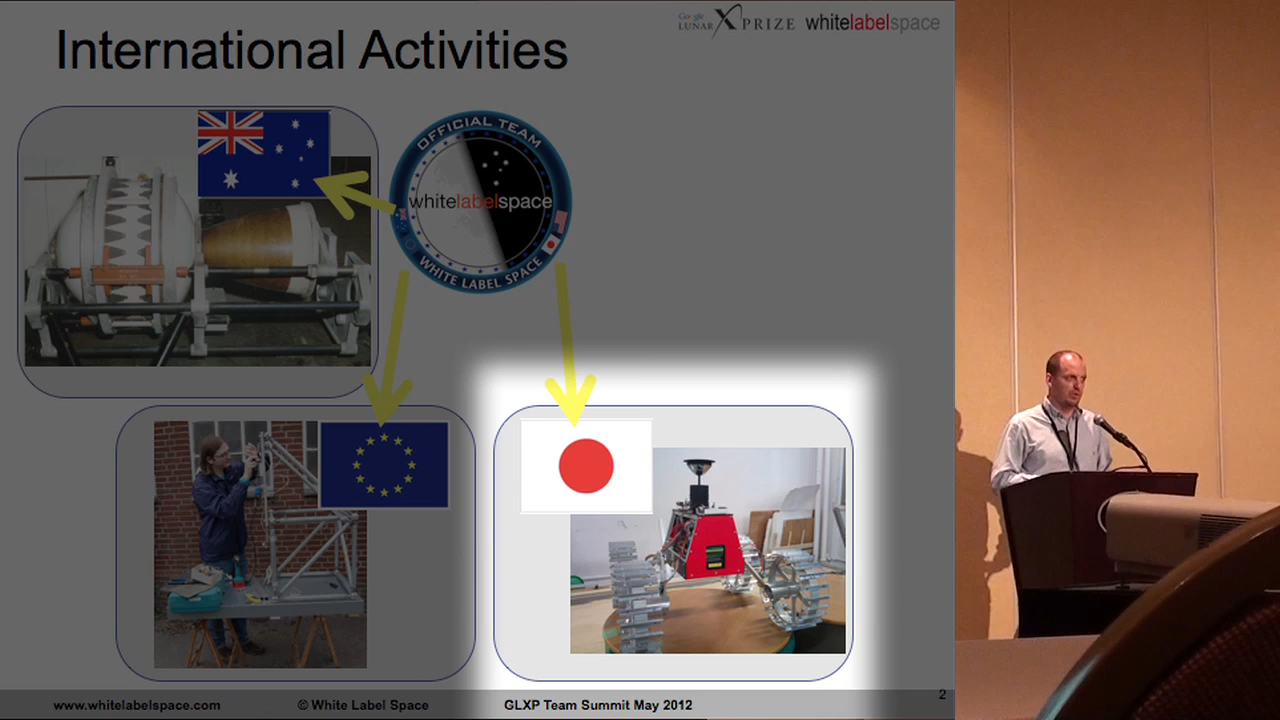 International Activities
Google
LUNAR XPRIZE whitelabelspace
OFFICIAL TEAM
whitelabelspace
WHITE LABEL SPACE
www.whitelabelspace.com © White Label Space GLXP Team Summit May 2012 2